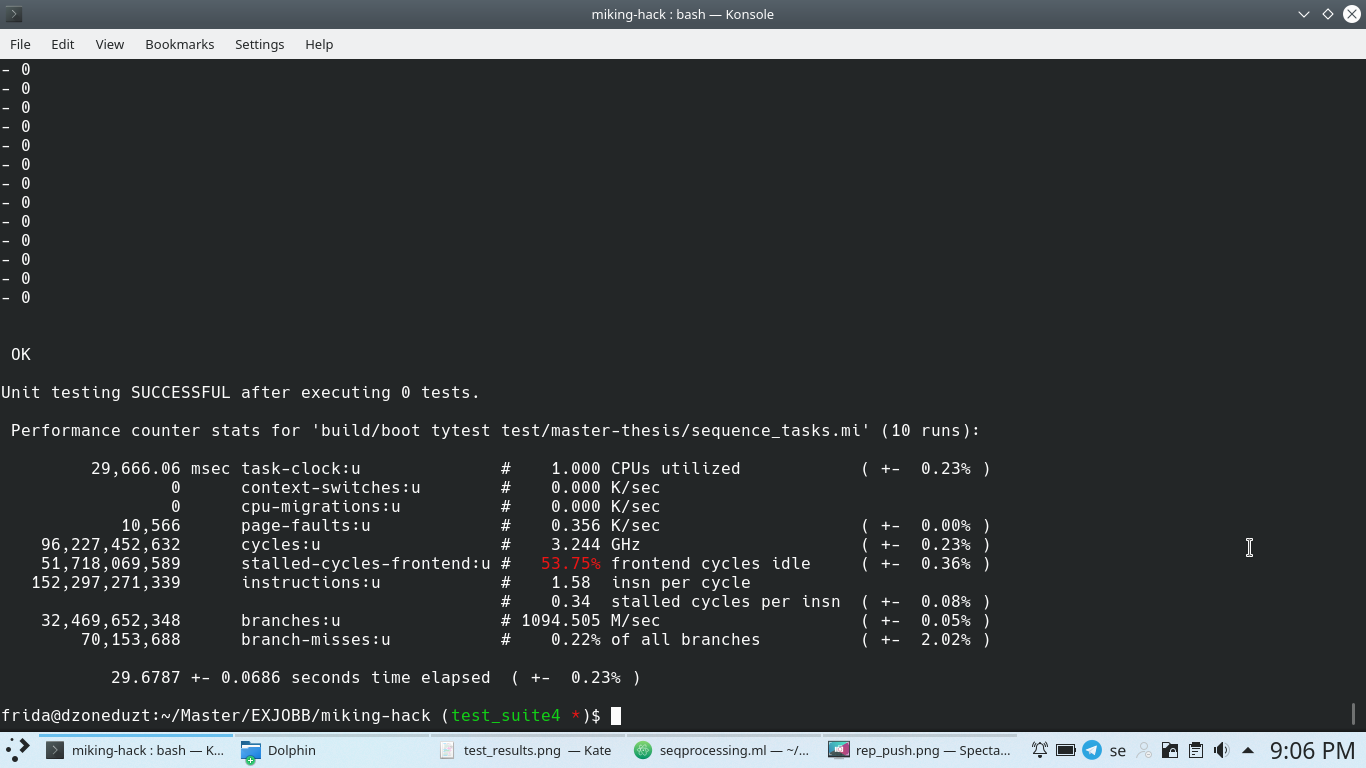 miking-hack : bash — Konsole
File Edit View Bookmarks Settings Help
- 0
- 0
- 0
- 0
- 0
- 0
- 0
- 0
- 0
- 0
- 0
- 0
- 0
OK
Unit testing SUCCESSFUL after executing 0 tests.
Performance counter stats for 'build/boot tytest test/master-thesis/sequence_tasks.mi' (10 runs):
29,666.06 msec task-clock:u # 1.000 CPUs utilized ( +- 0.23% )
0 context-switches:u # 0.000 K/sec
0 cpu-migrations:u # 0.000 K/sec
10,566 page-faults:u # 0.356 K/sec ( +- 0.00% )
96,227,452,632 cycles:u # 3.244 GHz ( +- 0.23% )
51,718,069,589 stalled-cycles-frontend:u # 53.75% frontend cycles idle ( +- 0.36% )
152,297,271,339 instructions:u # 1.58 insn per cycle
# 0.34 stalled cycles per insn ( +- 0.08% )
32,469,652,348 branches:u # 1094.505 M/sec ( +- 0.05% )
70,153,688 branch-misses:u # 0.22% of all branches ( +- 2.02% )
29.6787 +- 0.0686 seconds time elapsed ( +- 0.23% )
frida@dzoneduzt:~/Master/EXJOBB/miking-hack (test_suite4 *)$
miking-hack : bash — K... Dolphin test_results.png — Kate seqprocessing.ml — ~/... rep_push.png — Specta... se 9:06 PM